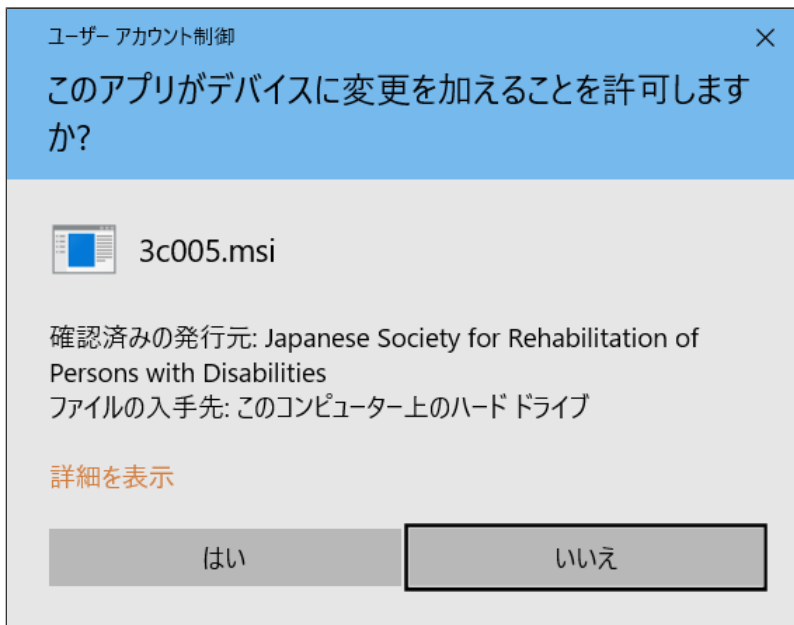 ユーザー アカウント制御
このアプリがデバイスに変更を加えることを許可します
か?
3c005.msi
確認済みの発行元: Japanese Society for Rehabilitation of
Persons with Disabilities
ファイルの入手先: このコンピューター上のハード ドライブ
詳細を表示
はい
いいえ